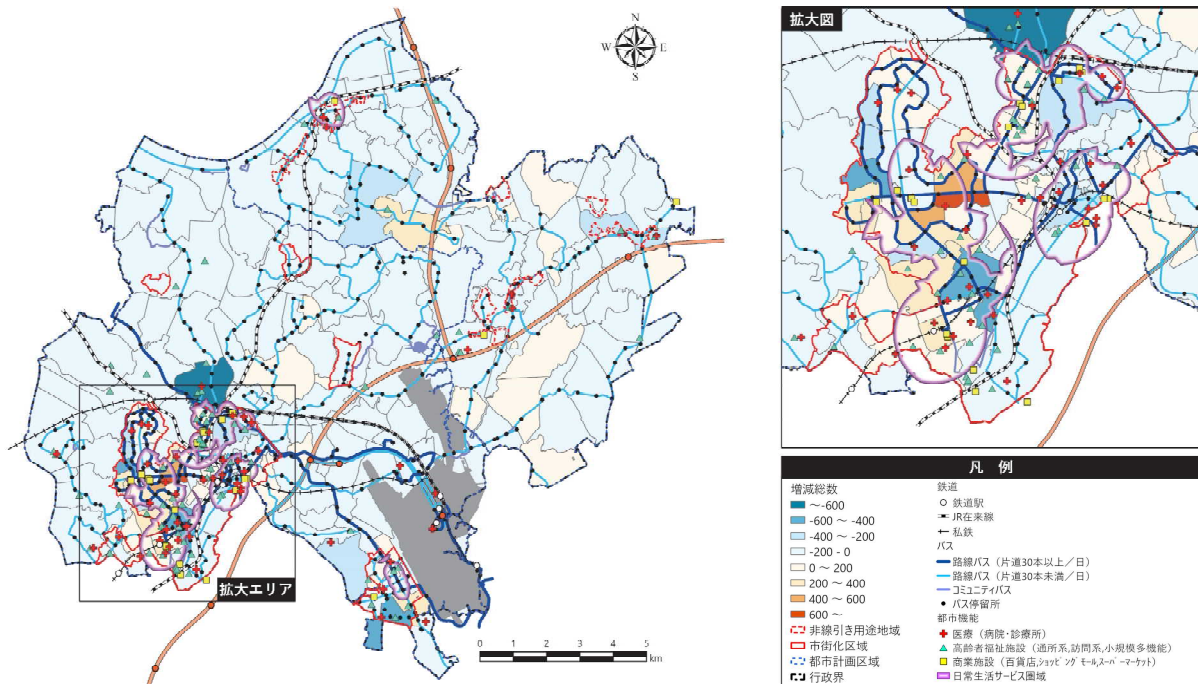 N
W
E
S
拡大エリア
0 1 2 3 4 5
km
拡大図
凡 例
増減総数
～-600
-600 ～ -400
-400 ～ -200
-200 - 0
0 ～ 200
200 ～ 400
400 ～ 600
600 ～
非線引き用途地域
市街化区域
都市計画区域
行政界
鉄道
鉄道駅
JR在来線
私鉄
バス
路線バス（片道30本以上／日）
路線バス（片道30本未満／日）
コミュニティバス
バス停留所
都市機能
医療（病院・診療所）
高齢者福祉施設（通所系,訪問系,小規模多機能）
商業施設（百貨店,ショッピングモール,スーパーマーケット）
日常生活サービス圏域